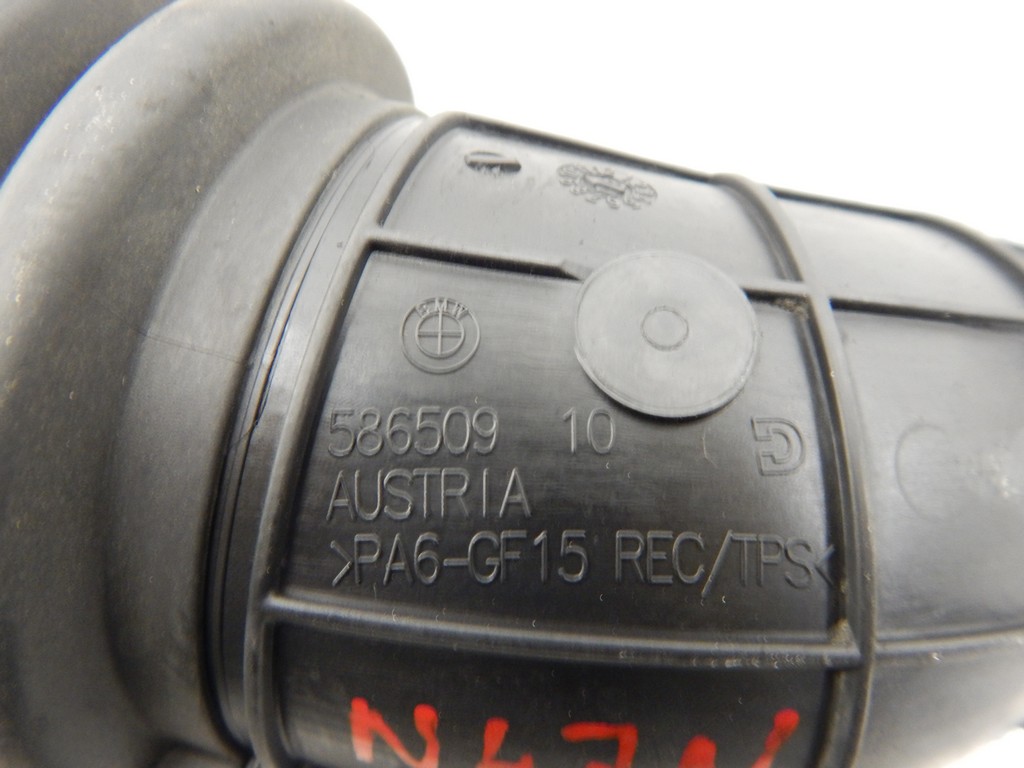 BMW
586509 10
AUSTRIA
>PA6-GF15 REC/TPS<
N47N